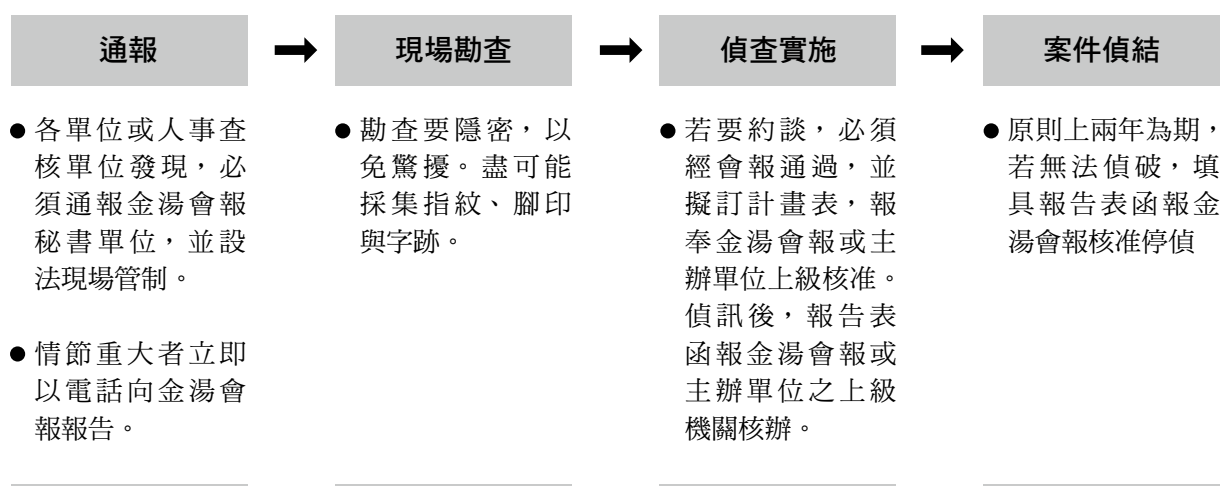 通報
各單位或人事查
核單位發現，必
須通報金湯會報
秘書單位，並設
法現場管制。
情節重大者立即
以電話向金湯會
報報告。
現場勘查
勘查要隱密，以
免驚擾。盡可能
採集指紋、腳印
與字跡。
偵查實施
若要約談，必須
經會報通過，並
擬訂計畫表，報
奉金湯會報或主
辦單位上級核准。
偵訊後，報告表
函報金湯會報或
主辦單位之上級
機關核辦。
案件偵結
原則上兩年為期，
若無法偵破，填
具報告表函報金
湯會報核准停偵